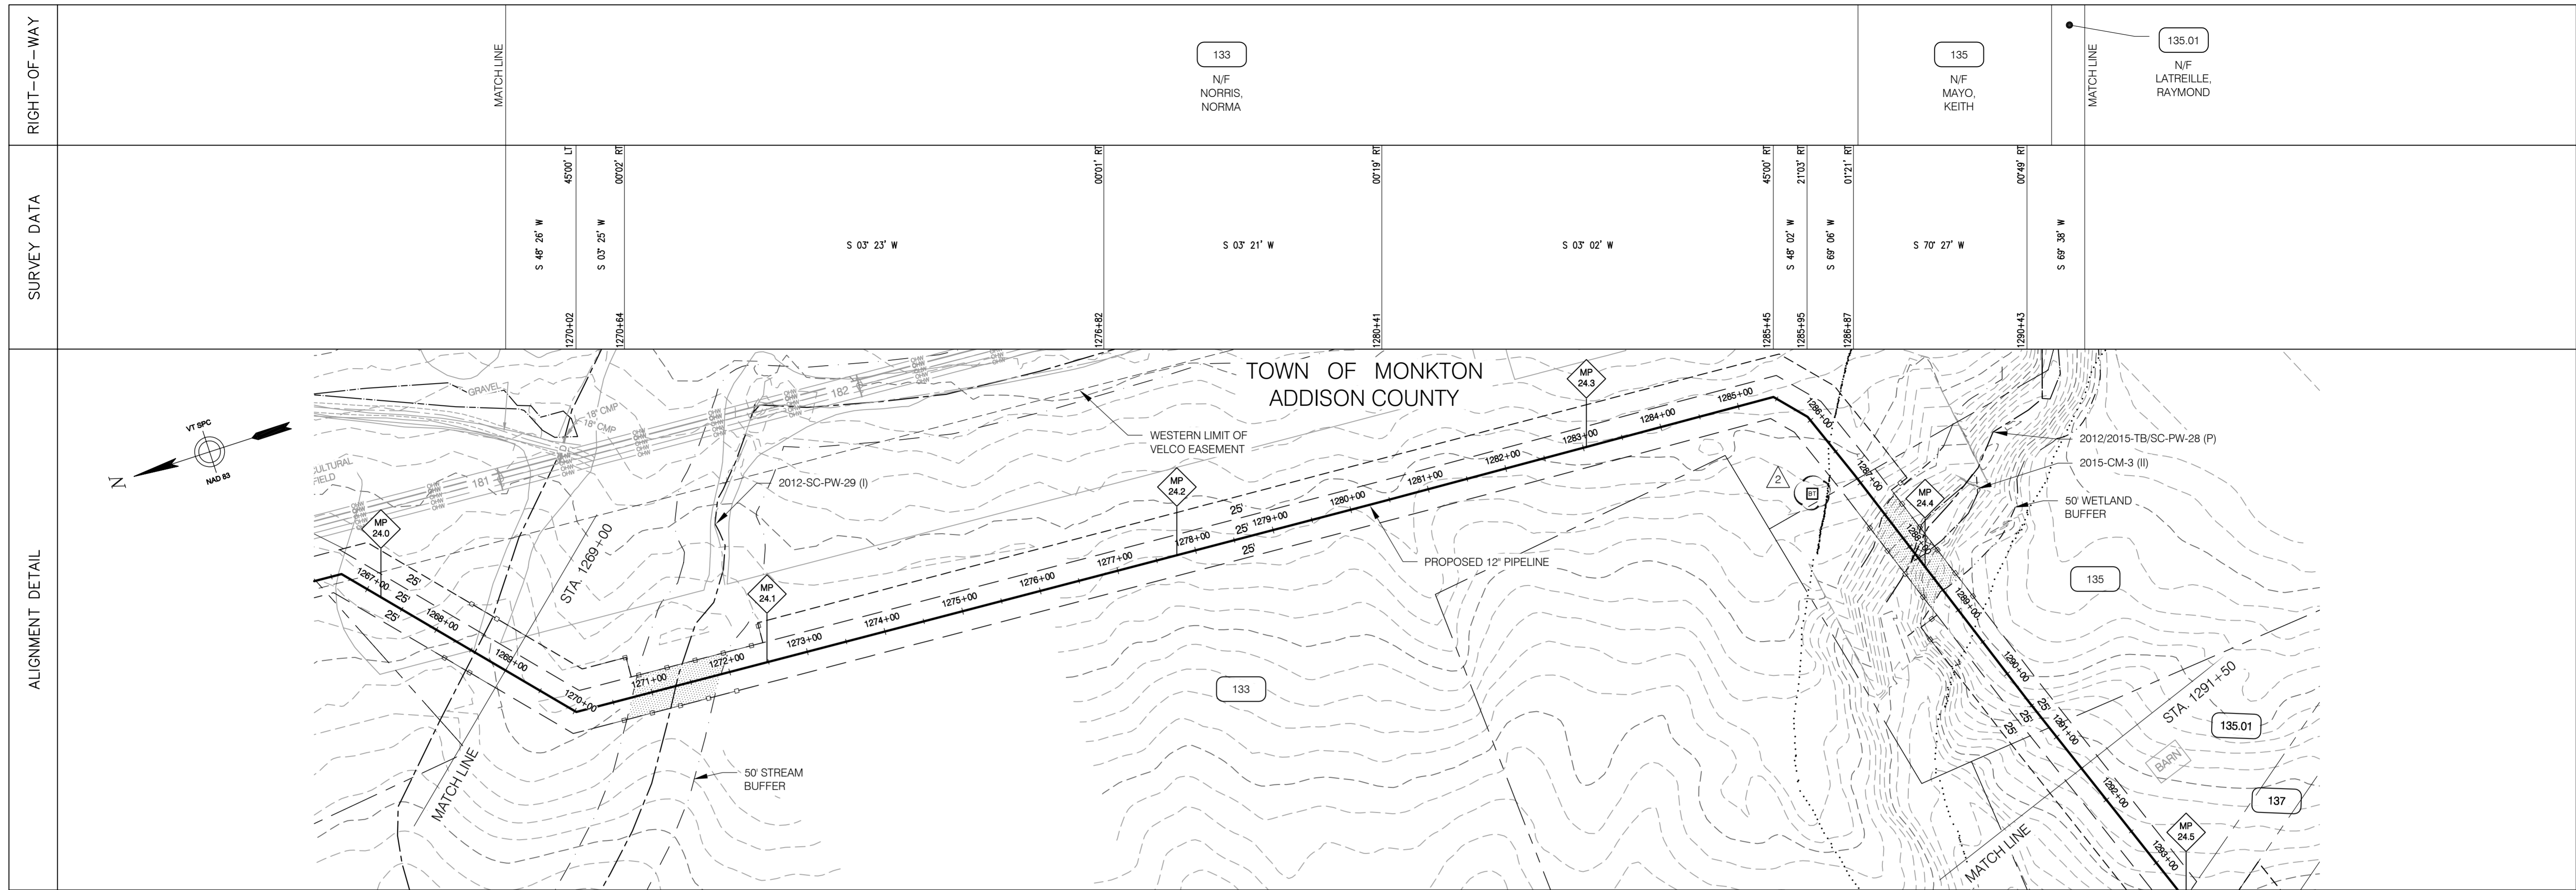 RIGHT-OF-WAY
MATCH LINE
133
N/F
NORRIS,
NORMA
135
N/F
MAYO,
KEITH
MATCH LINE
135.01
N/F
LATREILLE,
RAYMOND
SURVEY DATA
S 48° 26' W
45°00' LT
1270+02
S 03° 25' W
00°02' RT
1270+64
S 03° 23' W
00°01' RT
1276+82
S 03° 21' W
00°19' RT
1280+41
S 03° 02' W
45°00' RT
1285+45
S 48° 02' W
21°03' RT
1285+95
S 69° 06' W
01°21' RT
1286+87
S 70° 27' W
00°49' RT
1290+43
S 69° 38' W
ALIGNMENT DETAIL
VT SPC
N
NAD 83
TOWN OF MONKTON
ADDISON COUNTY
GRAVEL
18" CMP
18" CMP
CULTURAL
FIELD
OHW
OHW
OHW
OHW
181
182
WESTERN LIMIT OF
VELCO EASEMENT
2012-SC-PW-29 (I)
MP
24.0
MP
24.1
MP
24.2
MP
24.3
MP
24.4
MP
24.5
STA. 1269+00
MATCH LINE
1267+00
1268+00
1269+00
1270+00
1271+00
1272+00
1273+00
1274+00
1275+00
1276+00
1277+00
1278+00
1279+00
1280+00
1281+00
1282+00
1283+00
1284+00
1285+00
1286+00
1287+00
1288+00
1289+00
1290+00
1291+00
1292+00
1293+00
25'
25'
25'
25'
25'
25'
25'
25'
25'
PROPOSED 12" PIPELINE
50' STREAM
BUFFER
2
BT
2012/2015-TB/SC-PW-28 (P)
2015-CM-3 (II)
50' WETLAND
BUFFER
133
135
135.01
137
BARN
STA. 1291+50
MATCH LINE